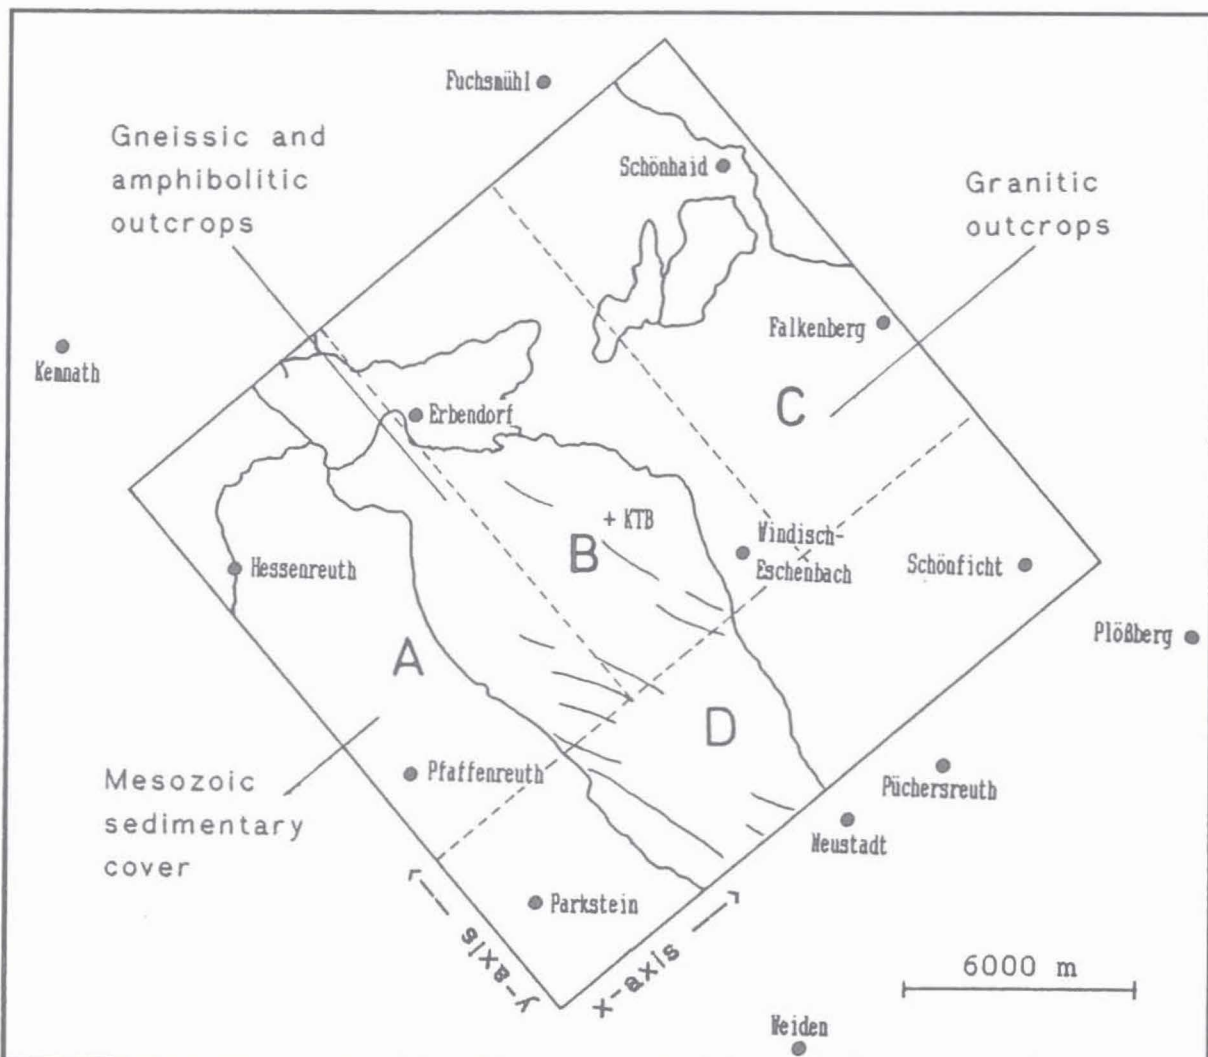 Fuchsmühl
Gneissic and
amphibolitic
outcrops
Schönhaid
Granitic
outcrops
Kemnath
Falkenberg
C
Erbendorf
+ KTB
B
Windisch-
Eschenbach
Hessenreuth
Schönficht
Plößberg
A
D
Pfaffenreuth
Mesozoic
sedimentary
cover
Püchersreuth
Neustadt
Parkstein
y-axis
x-axis
6000 m
Weiden